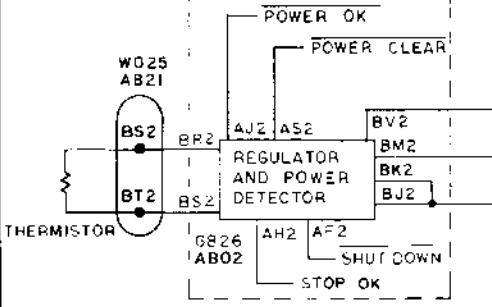 POWER OK
POWER CLEAR
W025
AB21
BS2
BR2
AJ2
AS2
BV2
REGULATOR
AND POWER
DETECTOR
BM2
BK2
BT2
BS2
BJ2
THERMISTOR
G826
AB02
AH2
AF2
SHUT DOWN
STOP OK